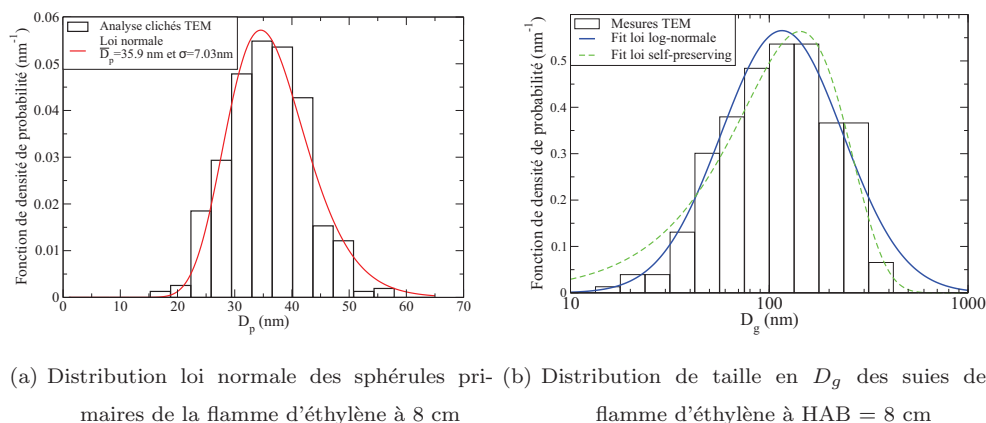 Fonction de densité de probabilité (nm⁻¹)
0.06
0.05
0.04
0.03
0.02
0.01
0
Analyse clichés TEM
Loi normale
D̅p=35.9 nm et σ=7.03nm
0 10 20 30 40 50 60 70
Dp (nm)
Fonction de densité de probabilité (nm⁻¹)
0.5
0.4
0.3
0.2
0.1
0
Mesures TEM
Fit loi log-normale
Fit loi self-preserving
10 100 1000
Dg (nm)
(a) Distribution loi normale des sphérules pri-
maires de la flamme d'éthylène à 8 cm
(b) Distribution de taille en Dg des suies de
flamme d'éthylène à HAB = 8 cm